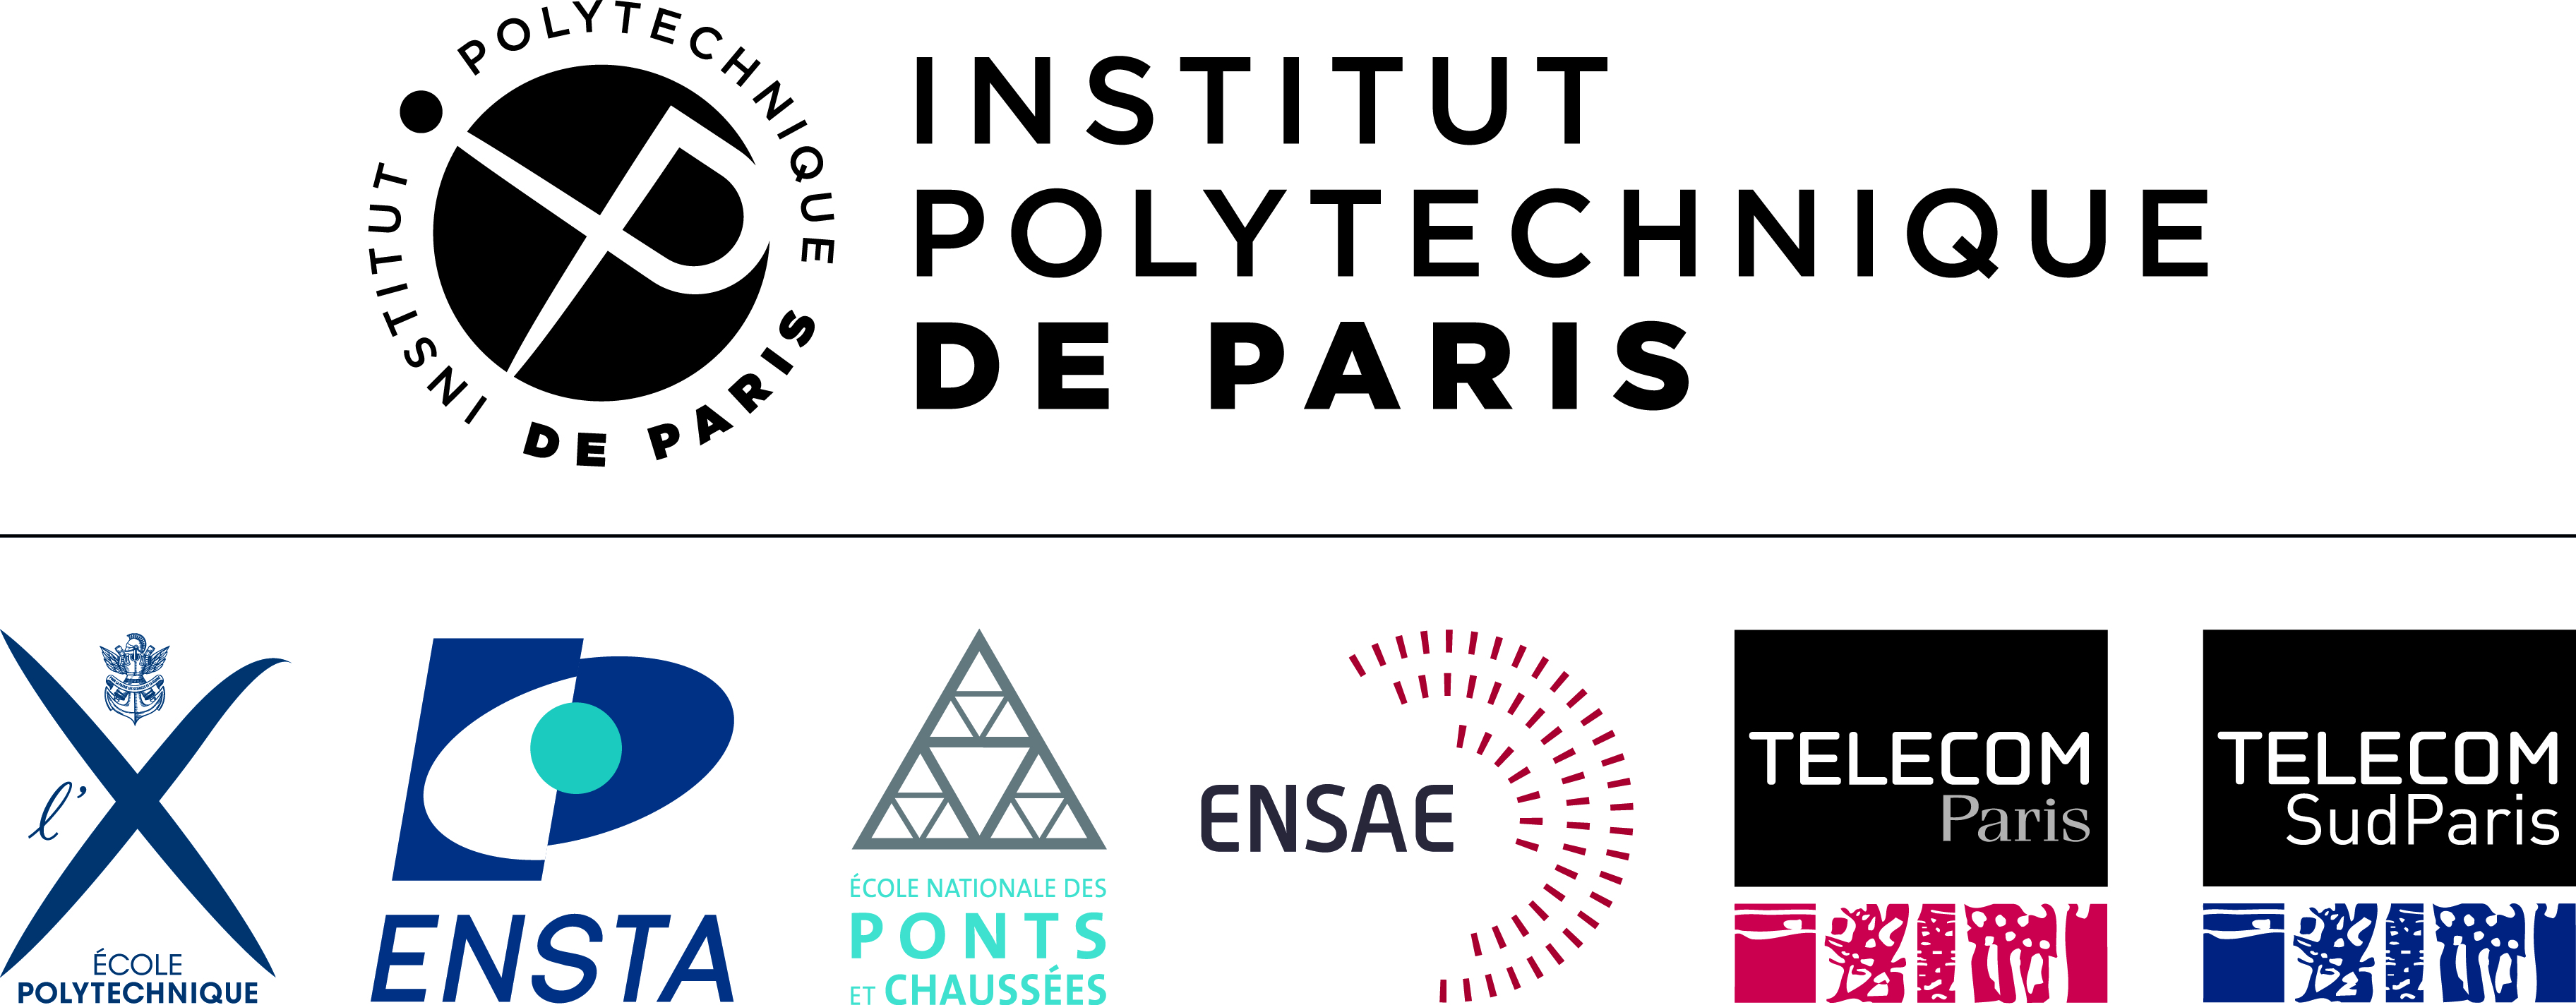 INSTITUT POLYTECHNIQUE DE PARIS
INSTITUT
POLYTECHNIQUE
DE PARIS
l'X
ÉCOLE
POLYTECHNIQUE
ENSTA
ÉCOLE NATIONALE DES
PONTS
ET CHAUSSÉES
ENSAE
TELECOM
Paris
TELECOM
SudParis